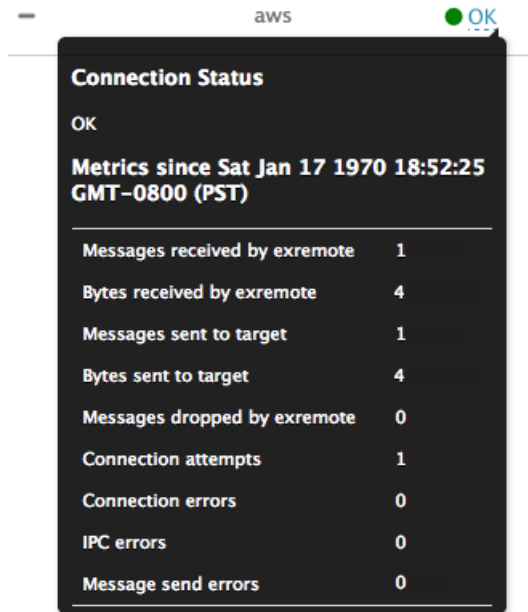 aws OK
Connection Status
OK
Metrics since Sat Jan 17 1970 18:52:25
GMT-0800 (PST)
Messages received by exremote 1
Bytes received by exremote 4
Messages sent to target 1
Bytes sent to target 4
Messages dropped by exremote 0
Connection attempts 1
Connection errors 0
IPC errors 0
Message send errors 0